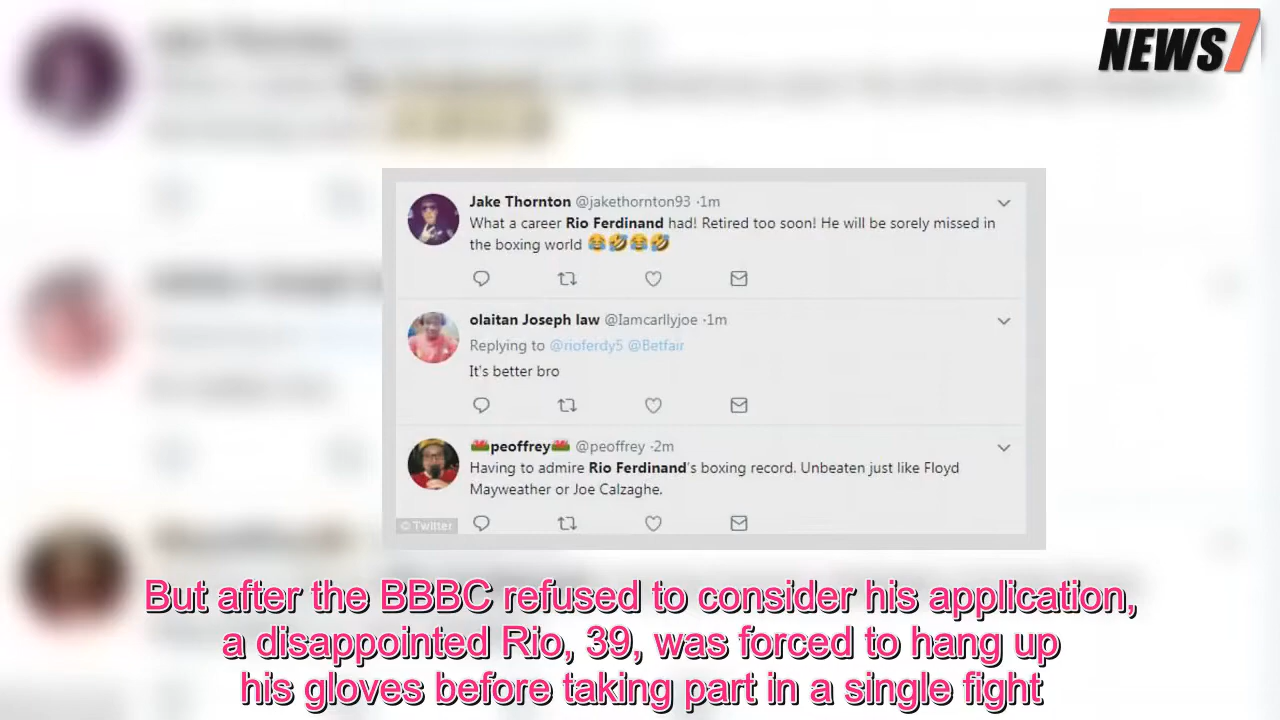 NEWS7
Jake Thornton @jakethornton93 ·1m
What a career Rio Ferdinand had! Retired too soon! He will be sorely missed in
the boxing world 😂🤣😂🤣
olaitan Joseph law @Iamcarllyjoe ·1m
Replying to @rioferdy5 @Betfair
It's better bro
peoffrey @peoffrey ·2m
Having to admire Rio Ferdinand's boxing record. Unbeaten just like Floyd
Mayweather or Joe Calzaghe.
© Twitter
But after the BBBC refused to consider his application,
a disappointed Rio, 39, was forced to hang up
his gloves before taking part in a single fight